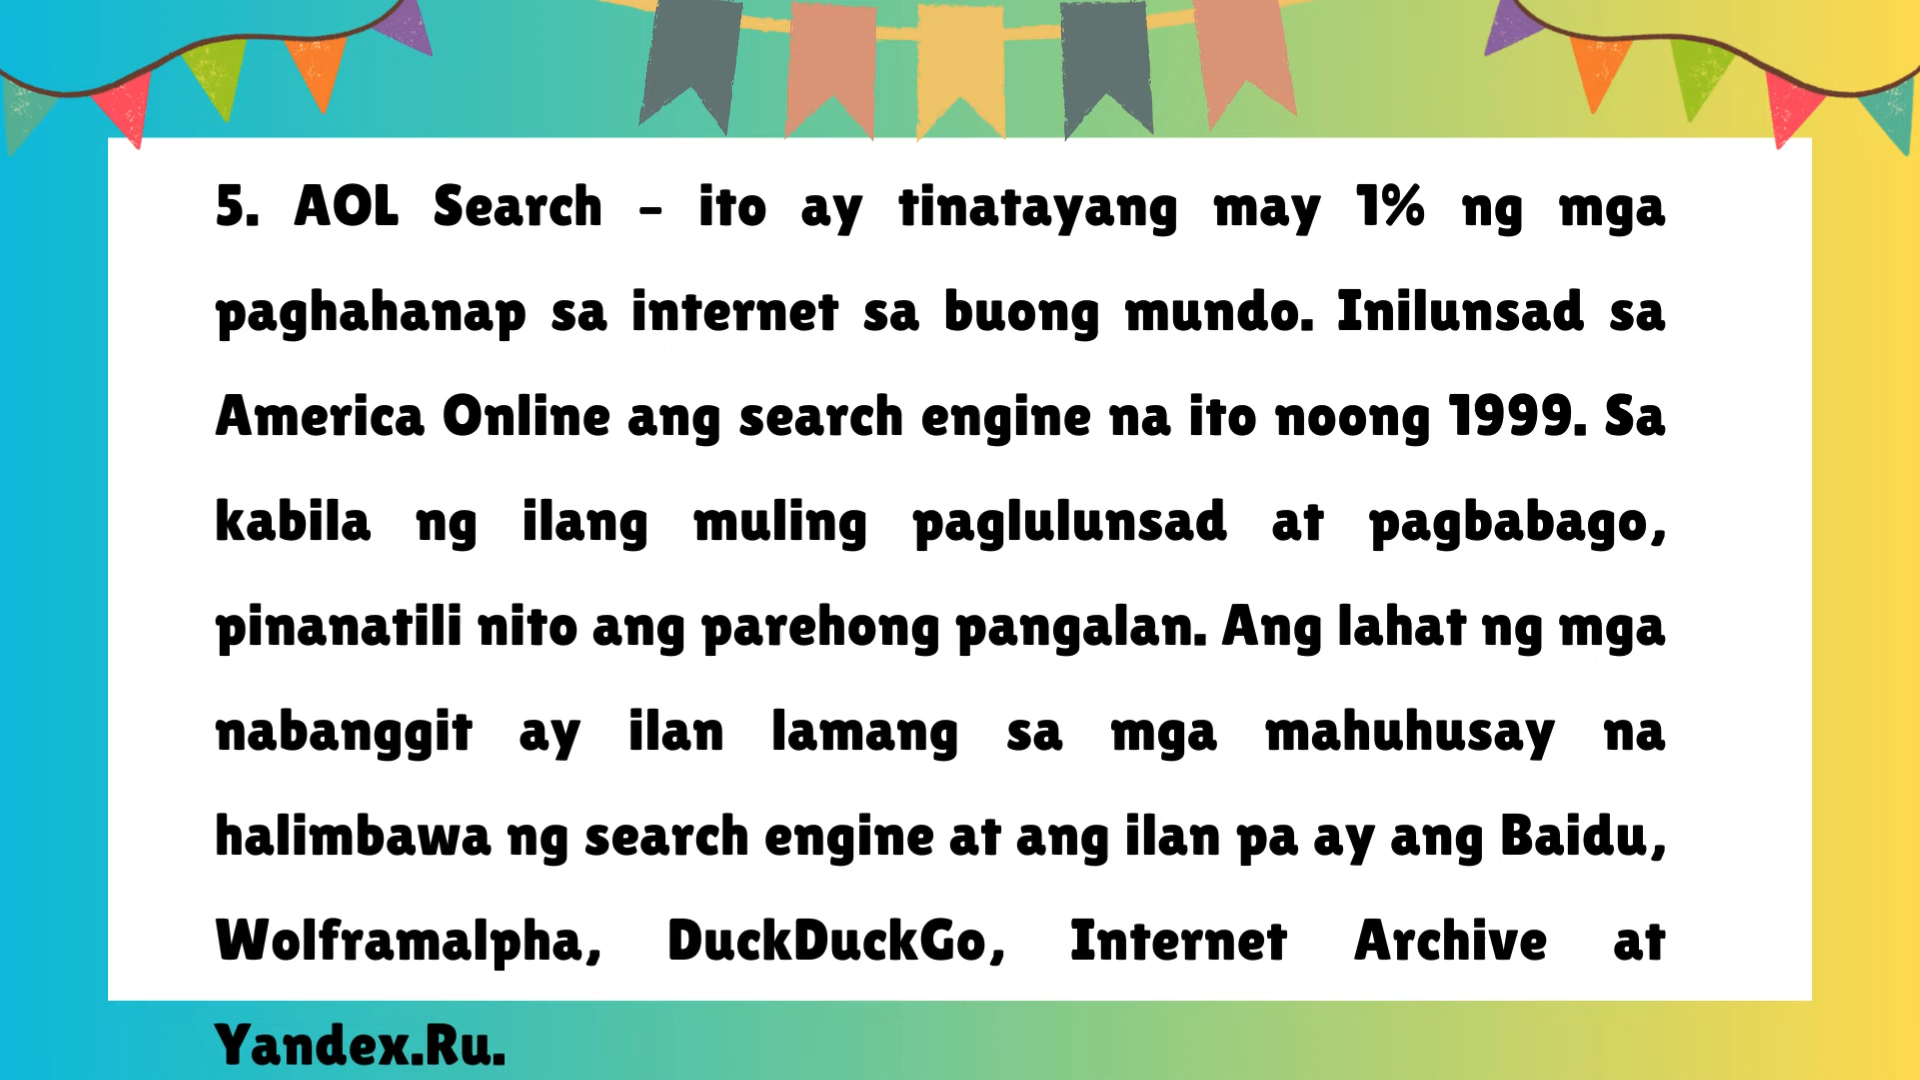 5. AOL Search – ito ay tinatayang may 1% ng mga
paghahanap sa internet sa buong mundo. Inilunsad sa
America Online ang search engine na ito noong 1999. Sa
kabila ng ilang muling paglulunsad at pagbabago,
pinanatili nito ang parehong pangalan. Ang lahat ng mga
nabanggit ay ilan lamang sa mga mahuhusay na
halimbawa ng search engine at ang ilan pa ay ang Baidu,
Wolframalpha, DuckDuckGo, Internet Archive at
Yandex.Ru.